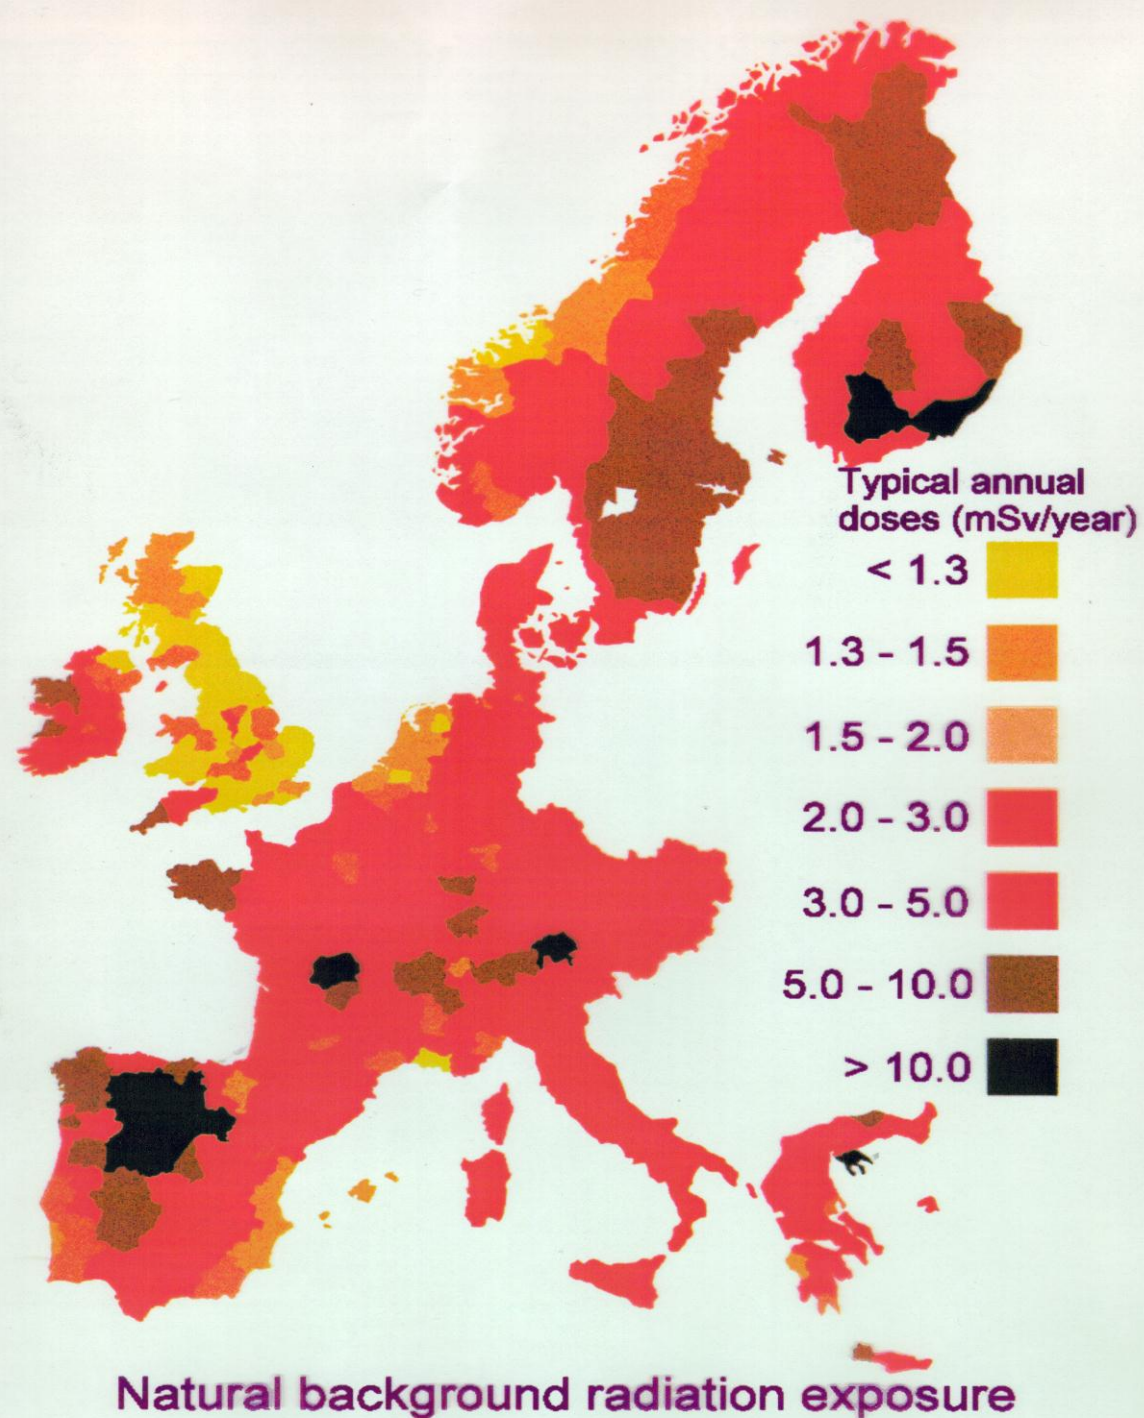 Typical annual
doses (mSv/year)
< 1.3
1.3 - 1.5
1.5 - 2.0
2.0 - 3.0
3.0 - 5.0
5.0 - 10.0
> 10.0
Natural background radiation exposure